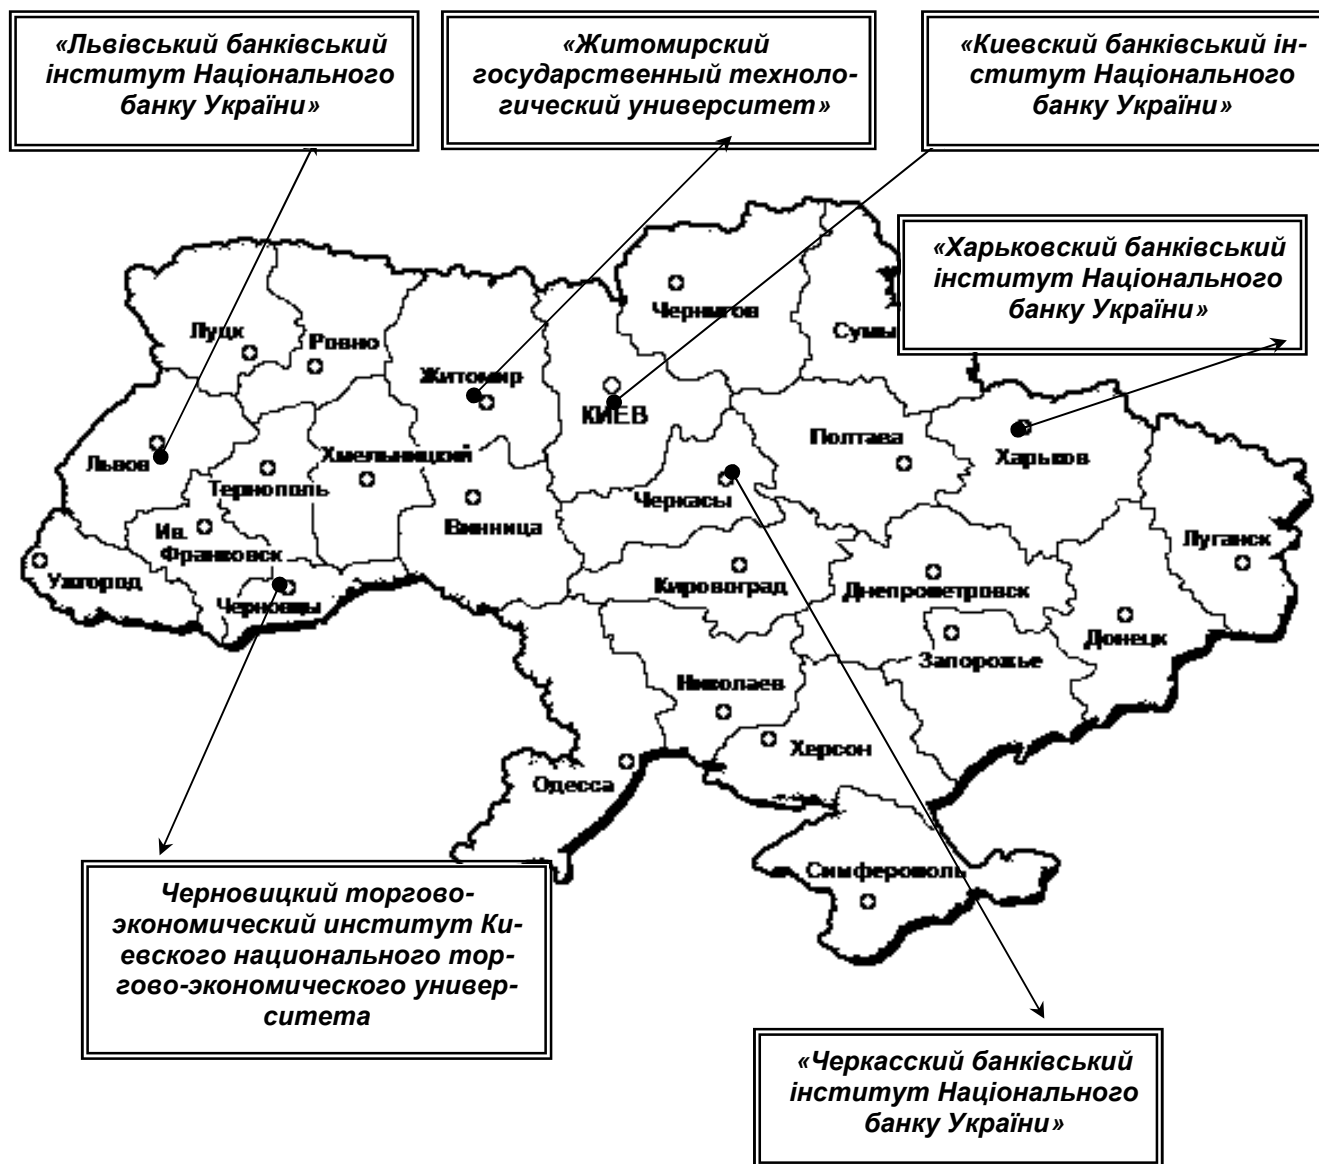 «Львівський банківський
інститут Національного
банку України»
«Житомирский
государственный техноло-
гический университет»
«Киевский банківський ін-
ститут Національного
банку України»
«Харьковский банківський
інститут Національного
банку України»
Чернигов
Сумы
Луцк
Ровно
Житомир
КИЕВ
Полтава
Харьков
Львов
Хмельницкий
Тернополь
Черкасы
Винница
Ив.
Франковск
Луганск
Ужгород
Кировоград
Днепрометровск
Черновцы
Донецк
Запорожье
Николаев
Херсон
Одесса
Симферополь
Черновицкий торгово-
экономический институт Ки-
евского национального тор-
гово-экономического универ-
ситета
«Черкасский банківський
інститут Національного
банку України»